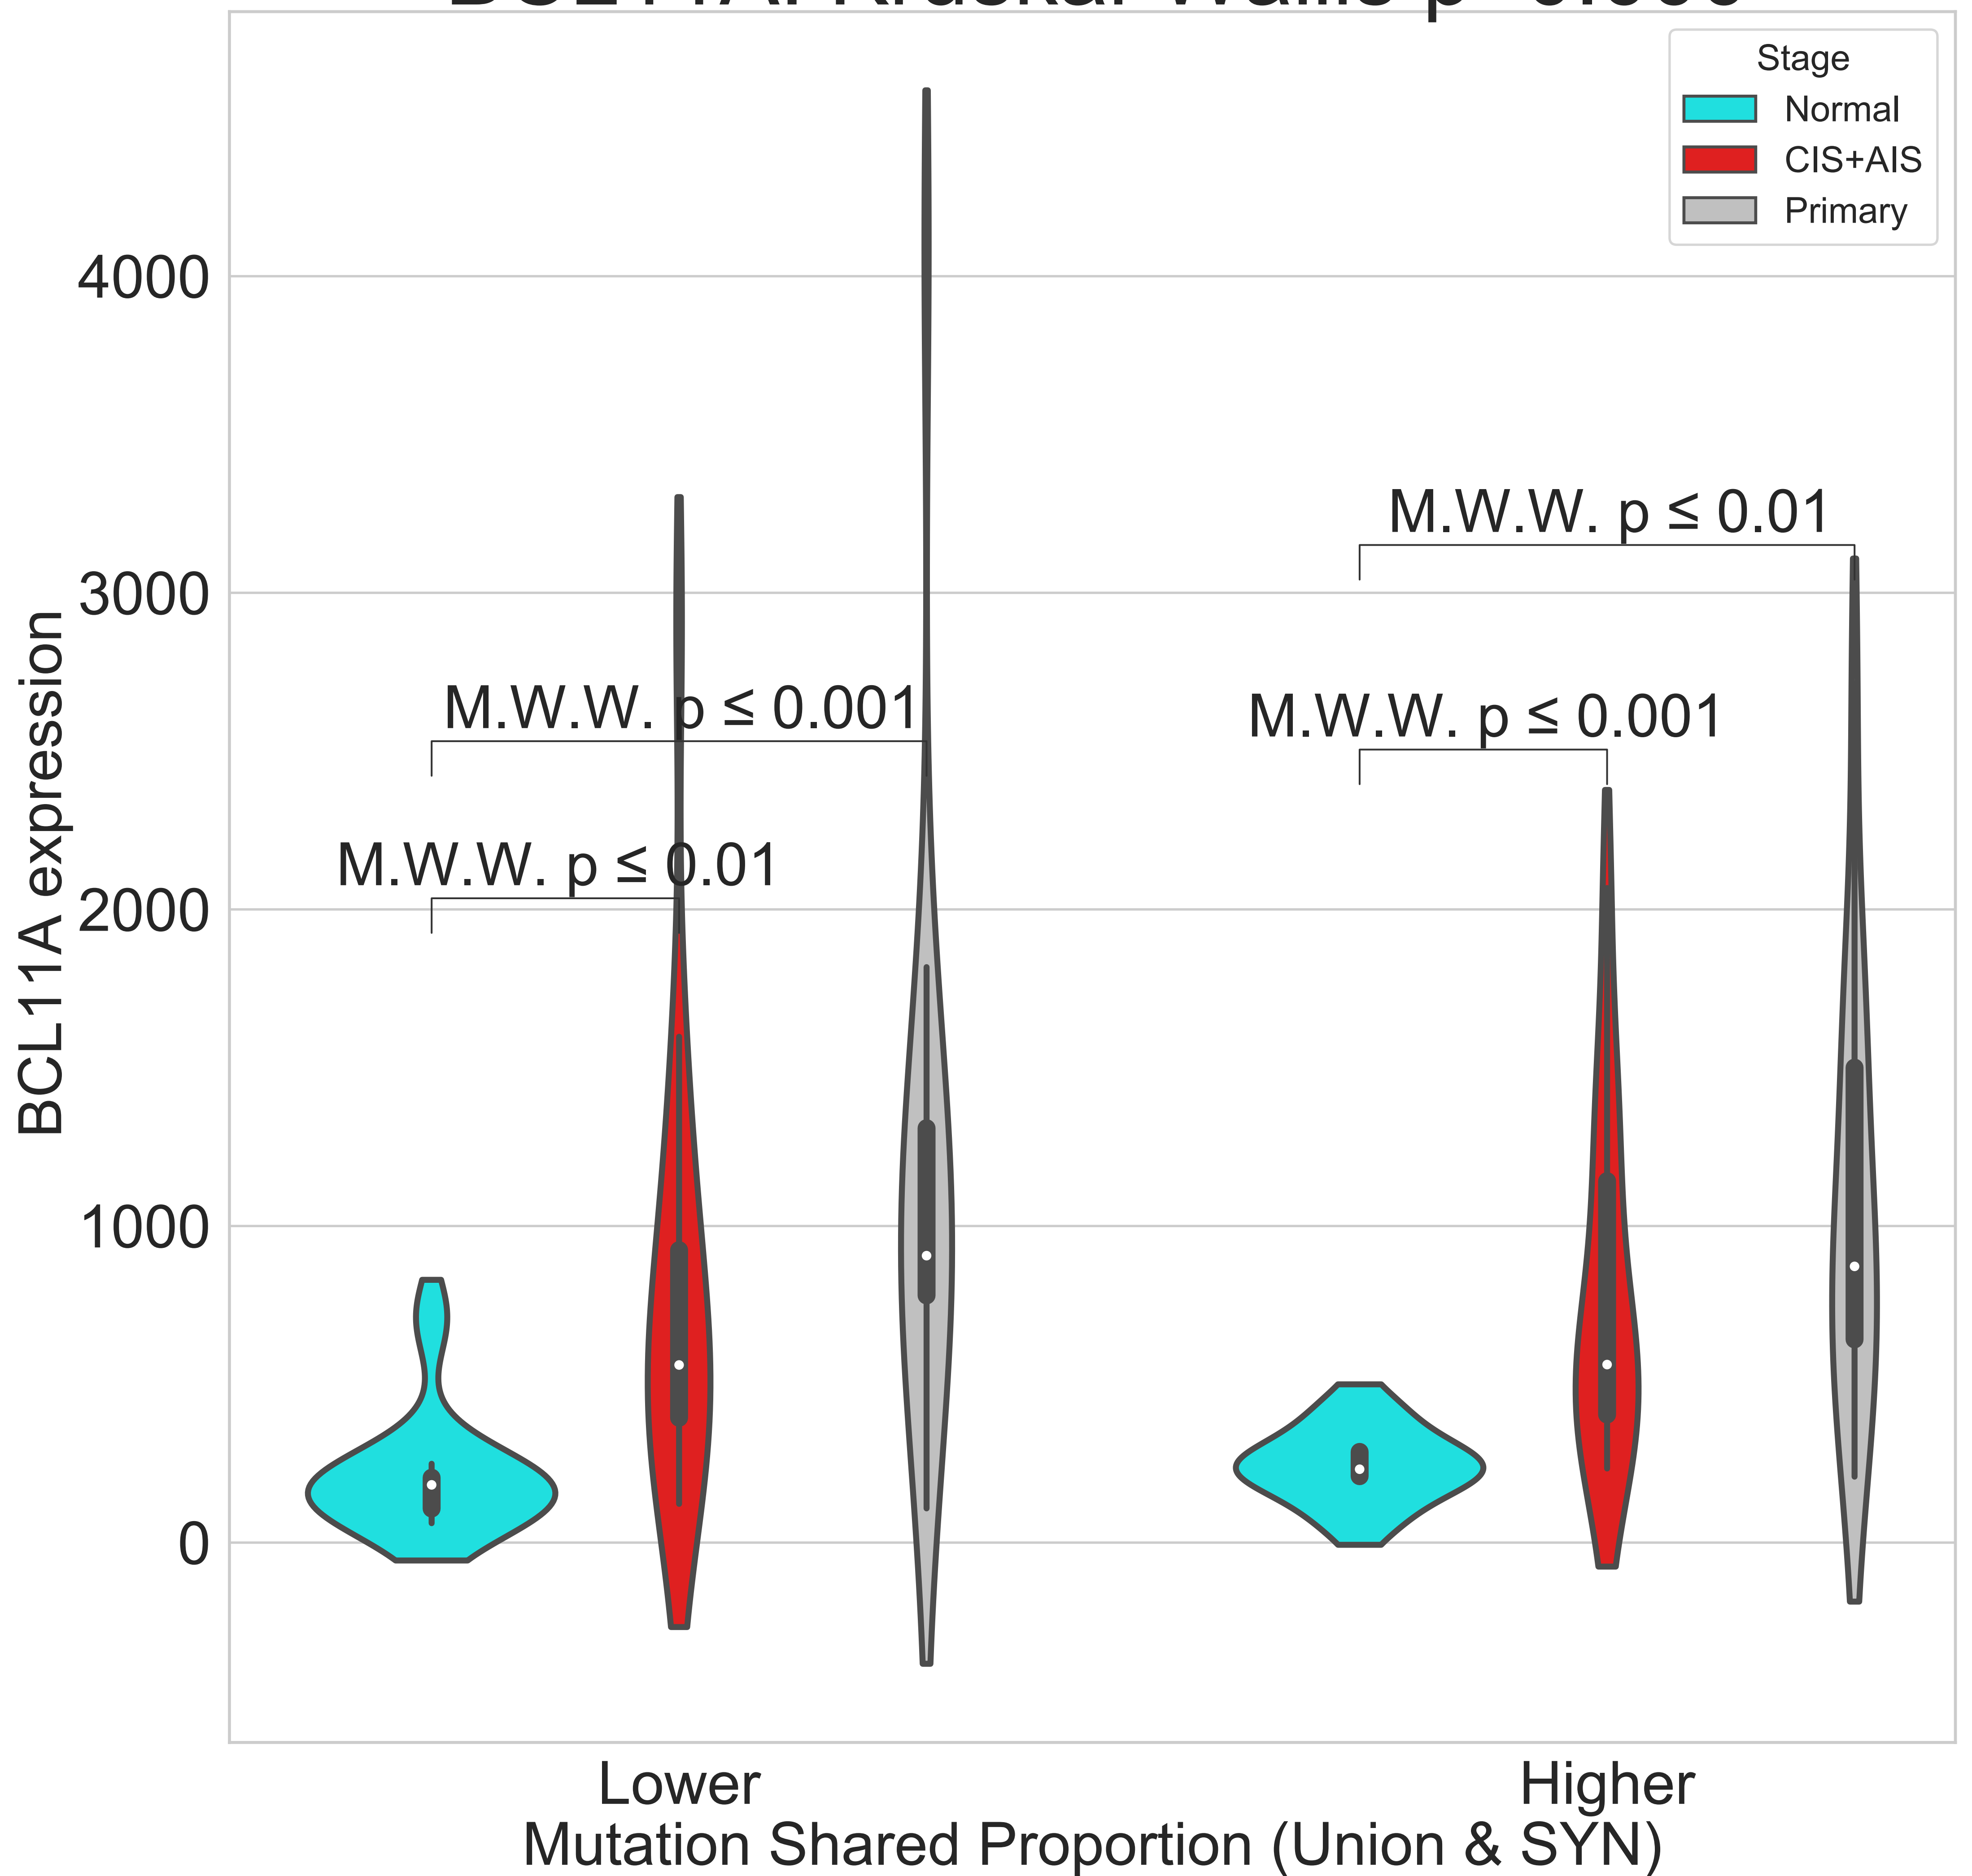 Stage
Normal
CIS+AIS
Primary
4000
3000
2000
1000
0
BCL11A expression
M.W.W. p ≤ 0.01
M.W.W. p ≤ 0.001
M.W.W. p ≤ 0.001
M.W.W. p ≤ 0.01
Lower
Higher
Mutation Shared Proportion (Union & SYN)